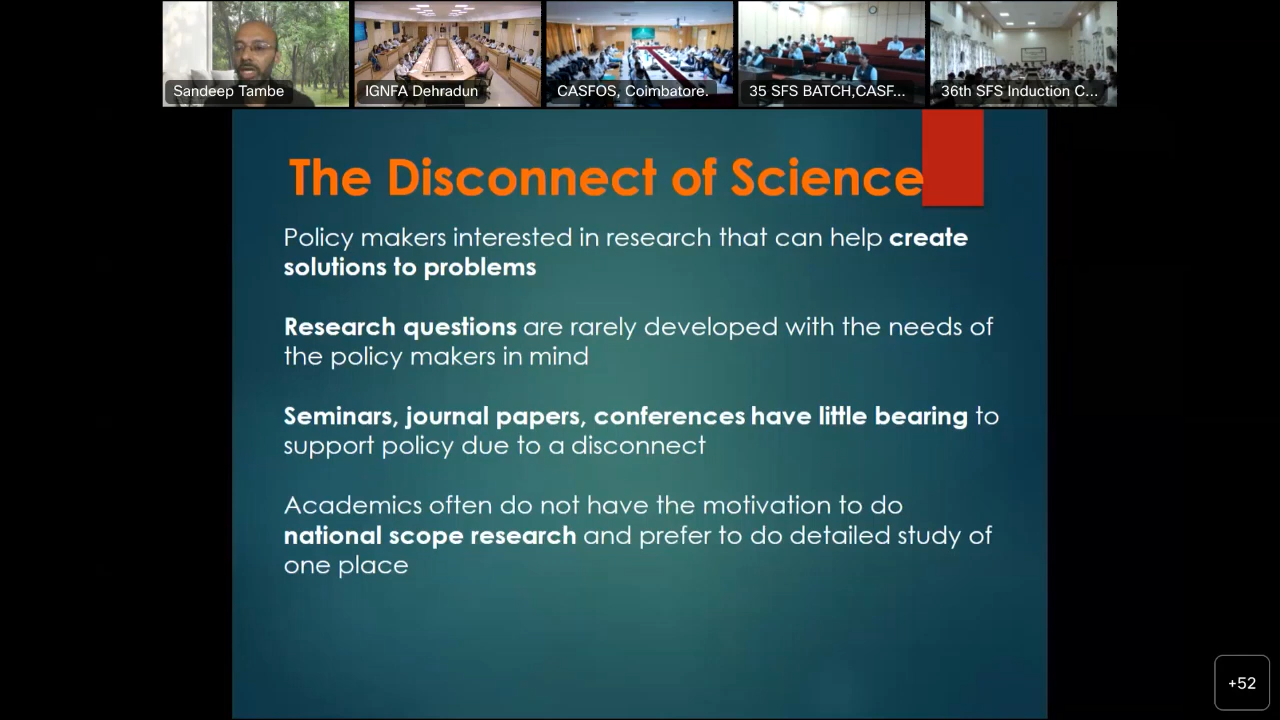 Sandeep Tambe
IGNFA Dehradun
CASFOS, Coimbatore.
35 SFS BATCH,CASF...
36th SFS Induction C...
The Disconnect of Science
Policy makers interested in research that can help create
solutions to problems
Research questions are rarely developed with the needs of
the policy makers in mind
Seminars, journal papers, conferences have little bearing to
support policy due to a disconnect
Academics often do not have the motivation to do
national scope research and prefer to do detailed study of
one place
+52